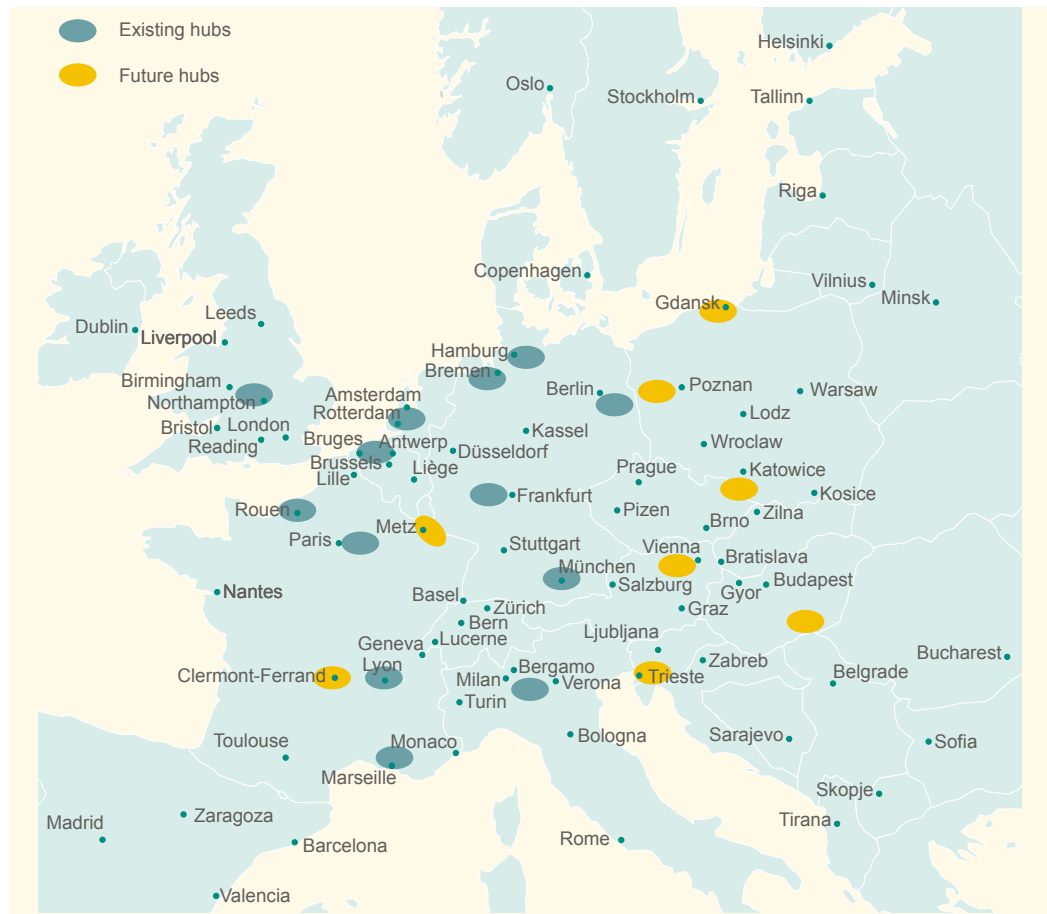 Existing hubs
Future hubs
Helsinki
Oslo
Stockholm
Tallinn
Riga
Copenhagen
Vilnius
Minsk
Gdansk
Dublin
Leeds
Liverpool
Hamburg
Bremen
Birmingham
Northampton
Amsterdam
Rotterdam
Berlin
Poznan
Warsaw
Lodz
Bristol
London
Reading
Bruges
Antwerp
Brussels
Lille
Liège
Düsseldorf
Kassel
Wroclaw
Prague
Katowice
Kosice
Frankfurt
Pizen
Brno
Zilna
Rouen
Metz
Paris
Stuttgart
Vienna
Bratislava
München
Salzburg
Gyor
Budapest
Nantes
Basel
Zürich
Bern
Graz
Lucerne
Geneva
Ljubljana
Lyon
Clermont-Ferrand
Bergamo
Milan
Verona
Zabreb
Bucharest
Trieste
Belgrade
Turin
Toulouse
Monaco
Bologna
Sarajevo
Sofia
Marseille
Skopje
Zaragoza
Tirana
Madrid
Barcelona
Rome
Valencia